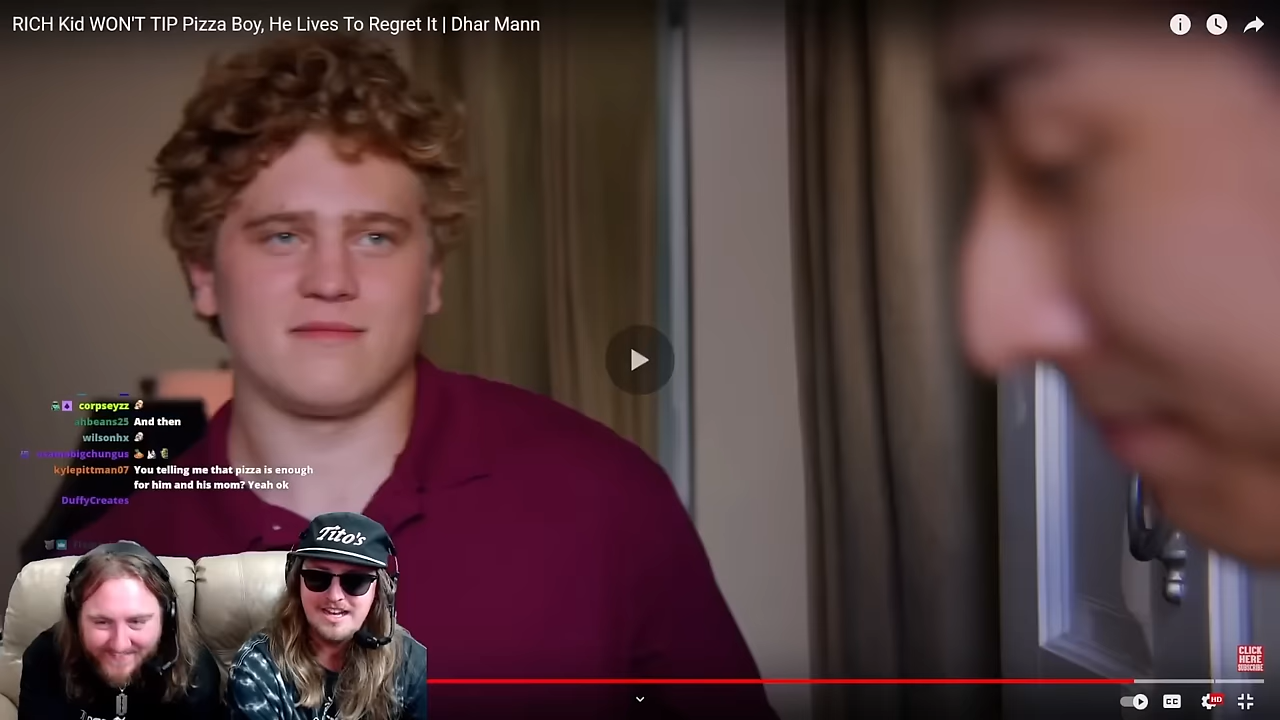 RICH Kid WON'T TIP Pizza Boy, He Lives To Regret It | Dhar Mann
corpseyzz
ahbeans25 And then
wilsonhx
kylepittman07 You telling me that pizza is enough
for him and his mom? Yeah ok
DuffyCreates
Tito's
CLICK
HERE
SUBSCRIBE
CC
HD